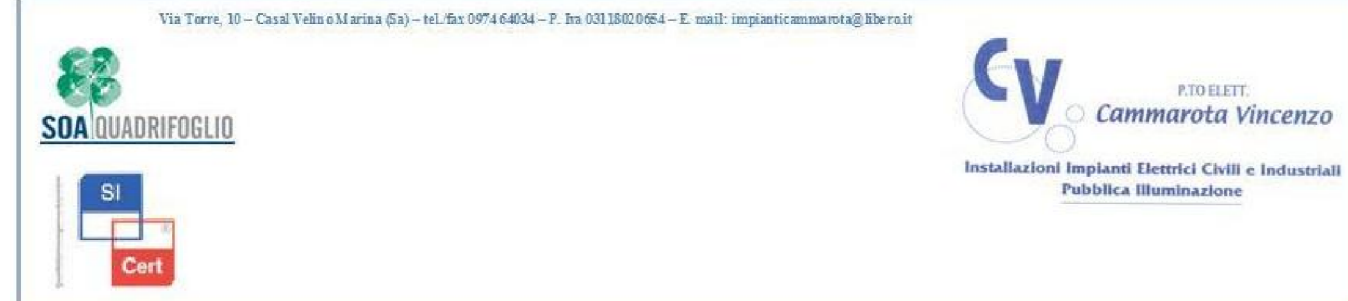 Via Torre, 10 – Casal Velino Marina (Sa) – tel./fax 0974 64034 – P. Iva 03118020654 – E. mail: impianticammarota@libero.it
SOA QUADRIFOGLIO
CV
P.TO ELETT.
Cammarota Vincenzo
Installazioni Impianti Elettrici Civili e Industriali
Pubblica Illuminazione
SI
Cert